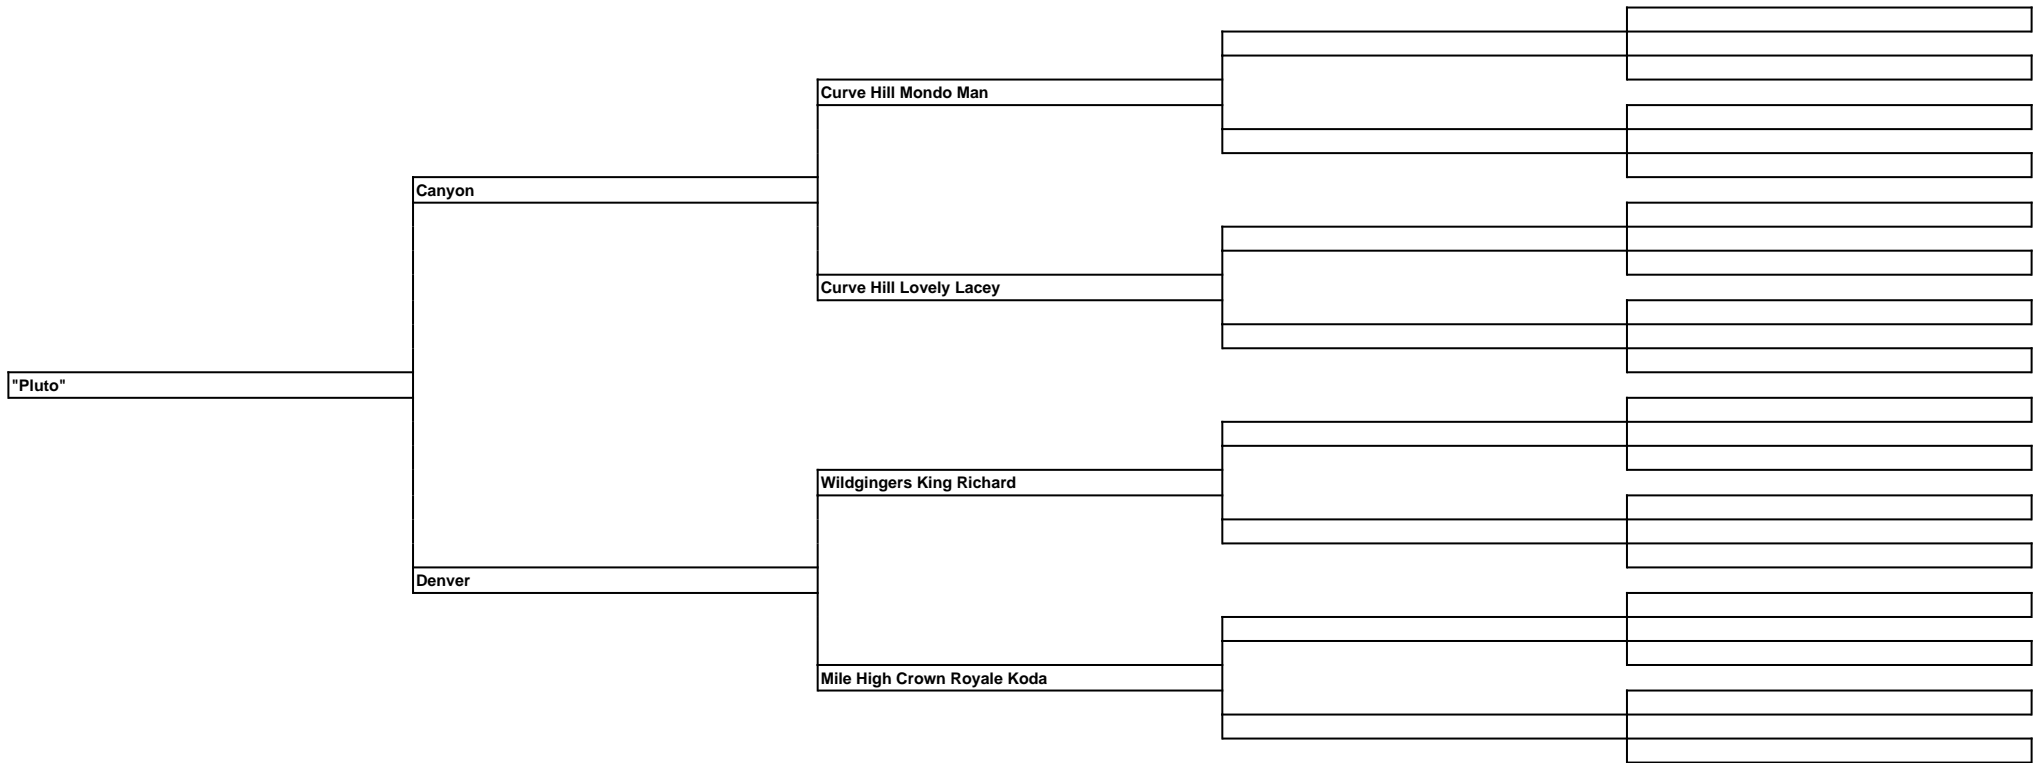 Curve Hill Mondo Man
Canyon
Curve Hill Lovely Lacey
"Pluto"
Wildgingers King Richard
Denver
Mile High Crown Royale Koda